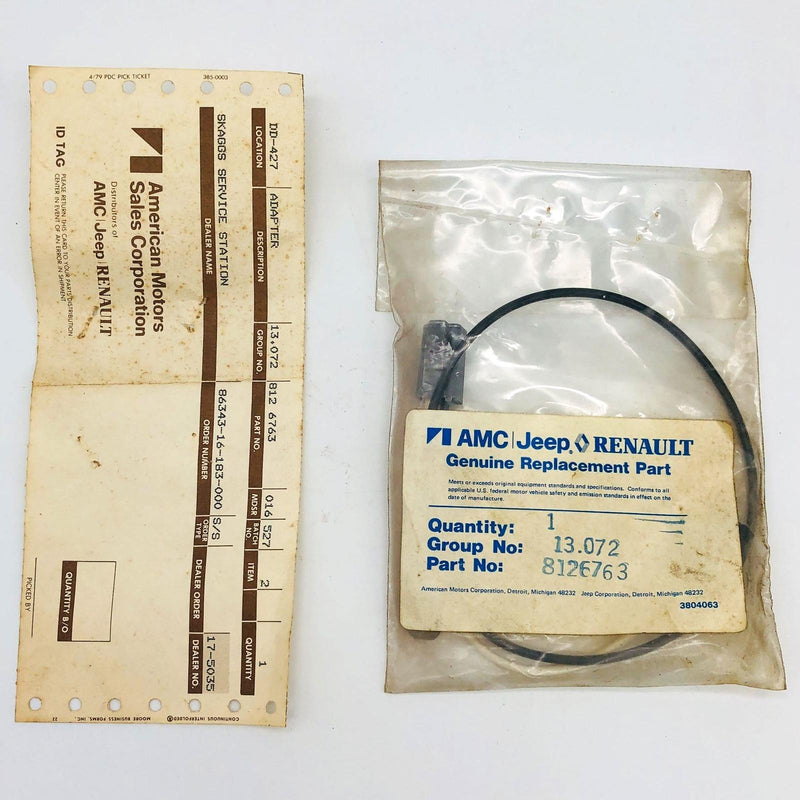 4/79 PDC PICK TICKET 385-0003
DD-427 ADAPTER 13.072 812 6763 016 527 2 1
LOCATION DESCRIPTION GROUP NO. PART NO. MDSR BATCH NO. ITEM QUANTITY
SKAGGS SERVICE STATION 86343-16-183-000 S/S 17-5035
DEALER NAME ORDER NUMBER ORDER TYPE DEALER ORDER DEALER NO.
American Motors
Sales Corporation
Distributors of
AMC|Jeep|RENAULT
ID TAG PLEASE RETURN THIS CARD TO YOUR PARTS DISTRIBUTION
CENTER IN EVENT OF AN ERROR IN SHIPMENT
QUANTITY B/O
PICKED BY:
CONTINUOUS INTERFOLDED® MOORE BUSINESS FORMS, INC. 22
AMC|Jeep® RENAULT
Genuine Replacement Part
Meets or exceeds original equipment standards and specifications. Conforms to all
applicable U.S. federal motor vehicle safety and emission standards in effect on the
date of manufacture.
Quantity: 1
Group No: 13.072
Part No: 8126763
American Motors Corporation, Detroit, Michigan 48232 Jeep Corporation, Detroit, Michigan 48232
3804063